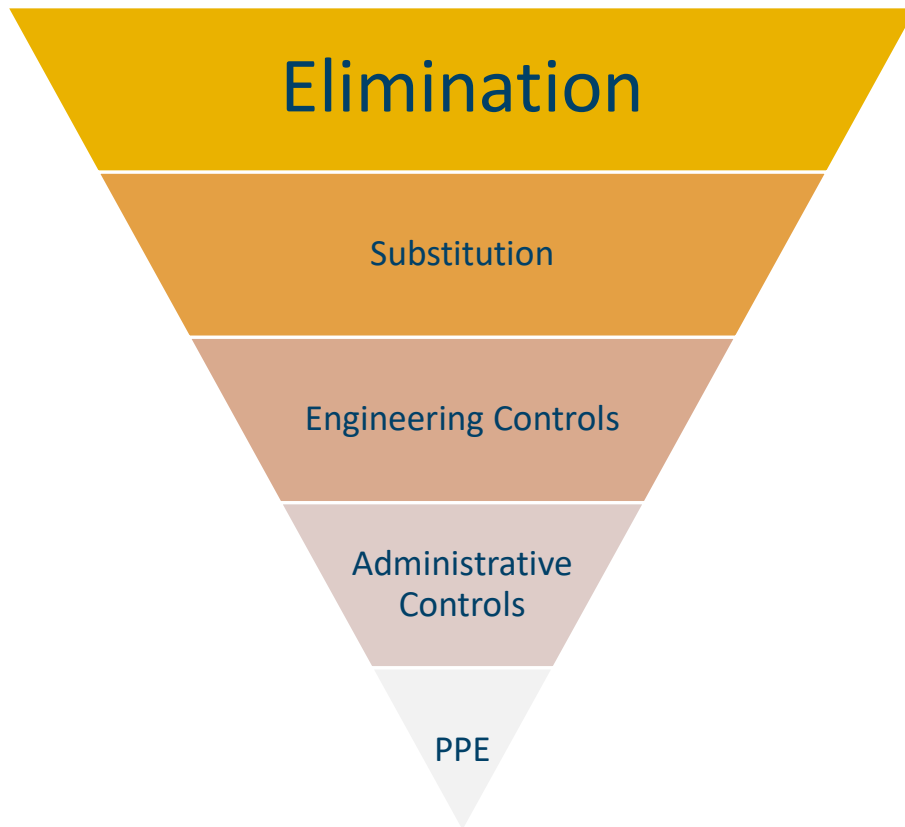 Elimination
Substitution
Engineering Controls
Administrative
Controls
PPE